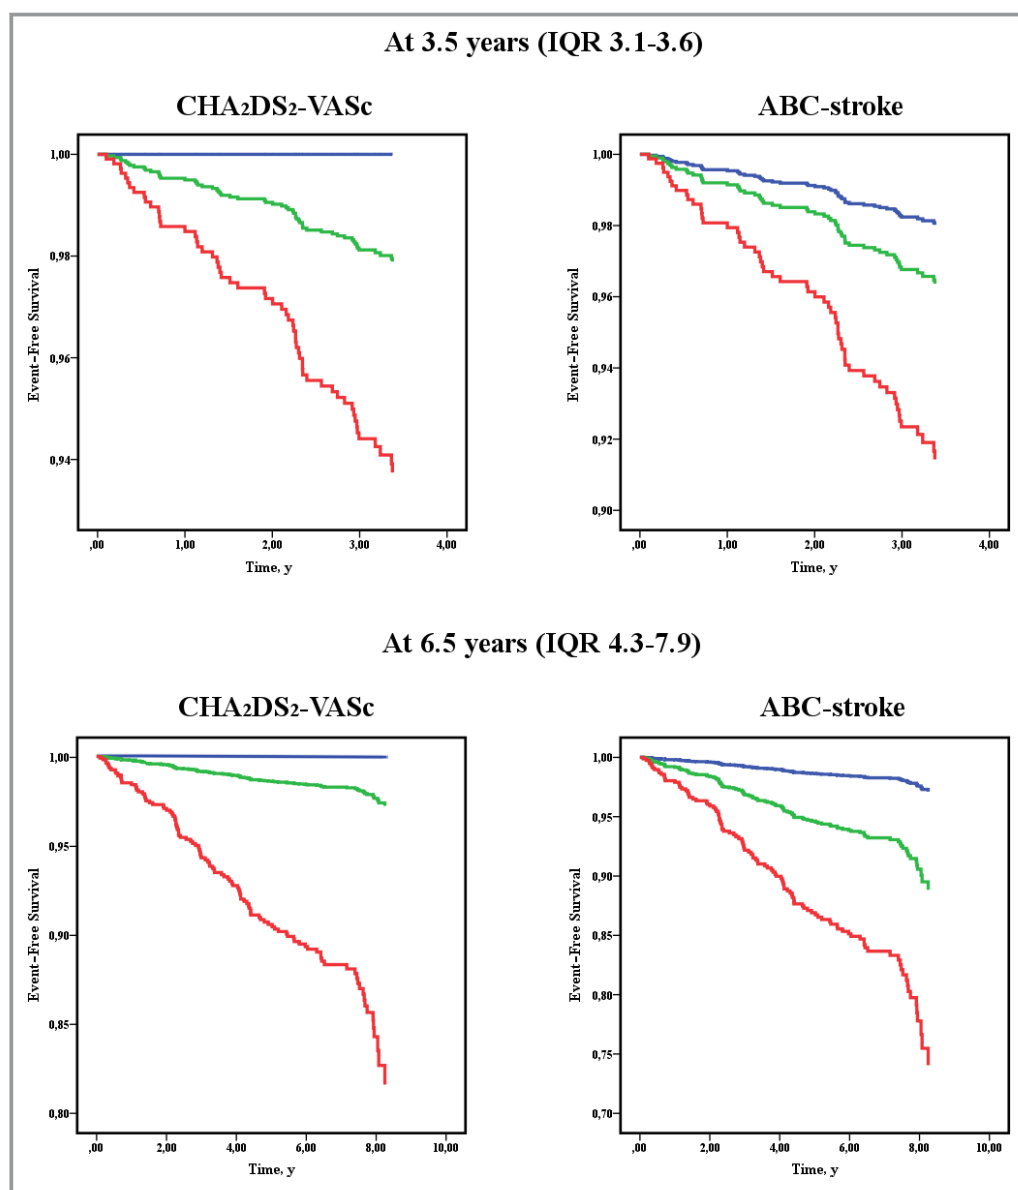 At 3.5 years (IQR 3.1-3.6)
CHA₂DS₂-VASc
1,00
0,98
0,96
0,94
Event-Free Survival
,00 1,00 2,00 3,00 4,00
Time, y
ABC-stroke
1,00
0,98
0,96
0,94
0,92
0,90
Event-Free Survival
,00 1,00 2,00 3,00 4,00
Time, y
At 6.5 years (IQR 4.3-7.9)
CHA₂DS₂-VASc
1,00
0,95
0,90
0,85
0,80
Event-Free Survival
,00 2,00 4,00 6,00 8,00 10,00
Time, y
ABC-stroke
1,00
0,95
0,90
0,85
0,80
0,75
0,70
Event-Free Survival
,00 2,00 4,00 6,00 8,00 10,00
Time, y